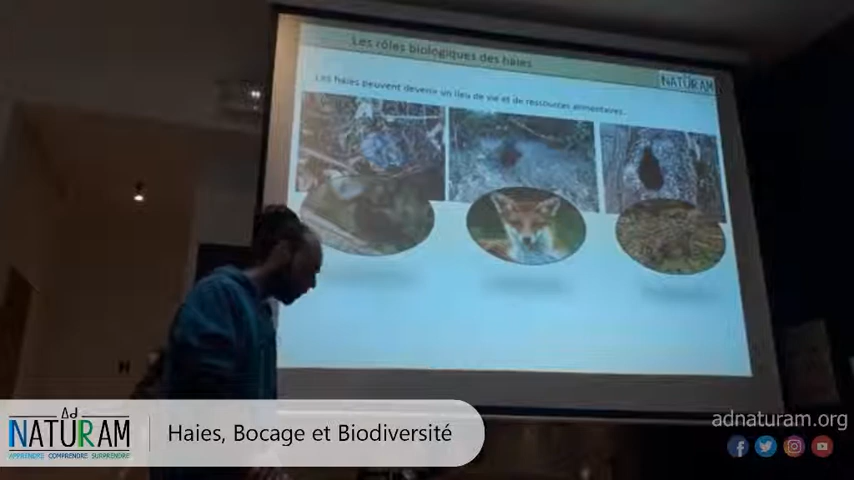 Les rôles biologiques des haies
NATURAM
Les haies peuvent devenir un lieu de vie et de ressources alimentaires.
Ad
NATURAM
APPRENDRE COMPRENDRE SURPRENDRE
Haies, Bocage et Biodiversité
adnaturam.org